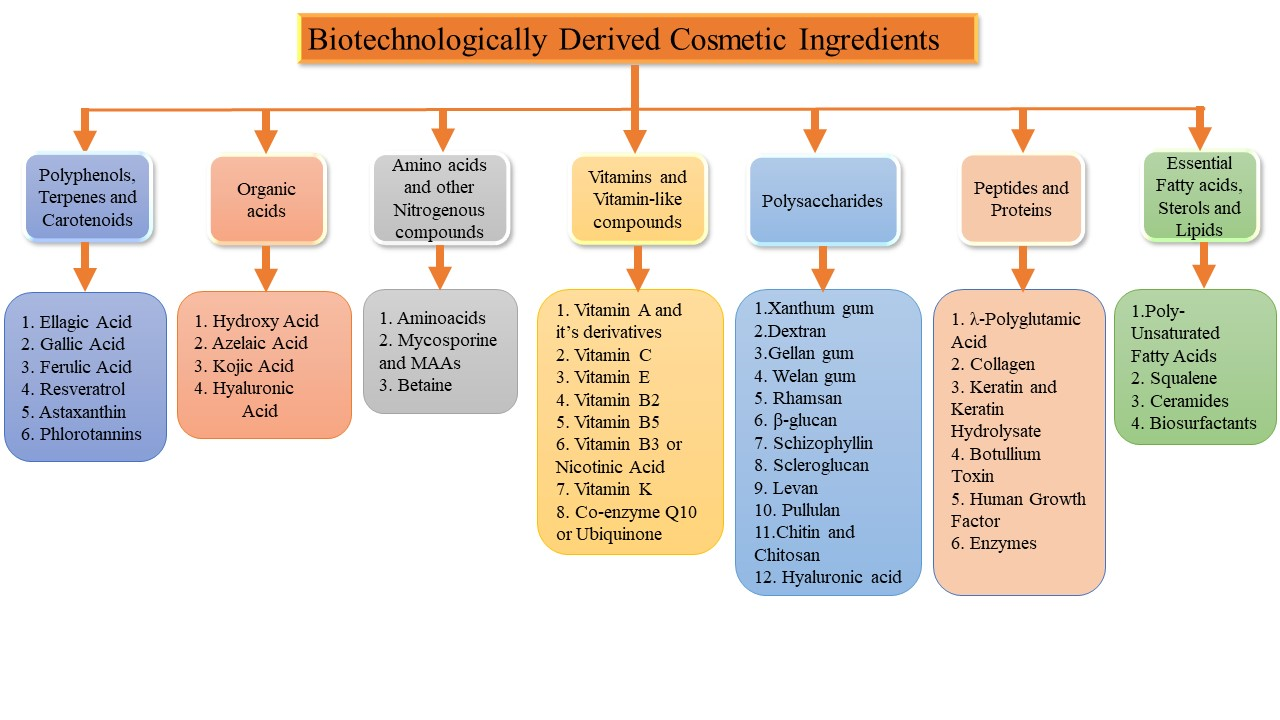 Biotechnologically Derived Cosmetic Ingredients
Polyphenols,
Terpenes and
Carotenoids
Organic
acids
Amino acids
and other
Nitrogenous
compounds
Vitamins and
Vitamin-like
compounds
Polysaccharides
Peptides and
Proteins
Essential
Fatty acids,
Sterols and
Lipids
1. Ellagic Acid
2. Gallic Acid
3. Ferulic Acid
4. Resveratrol
5. Astaxanthin
6. Phlorotannins
1. Hydroxy Acid
2. Azelaic Acid
3. Kojic Acid
4. Hyaluronic
Acid
1. Aminoacids
2. Mycosporine
and MAAs
3. Betaine
1. Vitamin A and
it’s derivatives
2. Vitamin C
3. Vitamin E
4. Vitamin B2
5. Vitamin B5
6. Vitamin B3 or
Nicotinic Acid
7. Vitamin K
8. Co-enzyme Q10
or Ubiquinone
1.Xanthum gum
2.Dextran
3.Gellan gum
4. Welan gum
5. Rhamsan
6. β-glucan
7. Schizophyllin
8. Scleroglucan
9. Levan
10. Pullulan
11.Chitin and
Chitosan
12. Hyaluronic acid
1. λ-Polyglutamic
Acid
2. Collagen
3. Keratin and
Keratin
Hydrolysate
4. Botullium
Toxin
5. Human Growth
Factor
6. Enzymes
1.Poly-
Unsaturated
Fatty Acids
2. Squalene
3. Ceramides
4. Biosurfactants